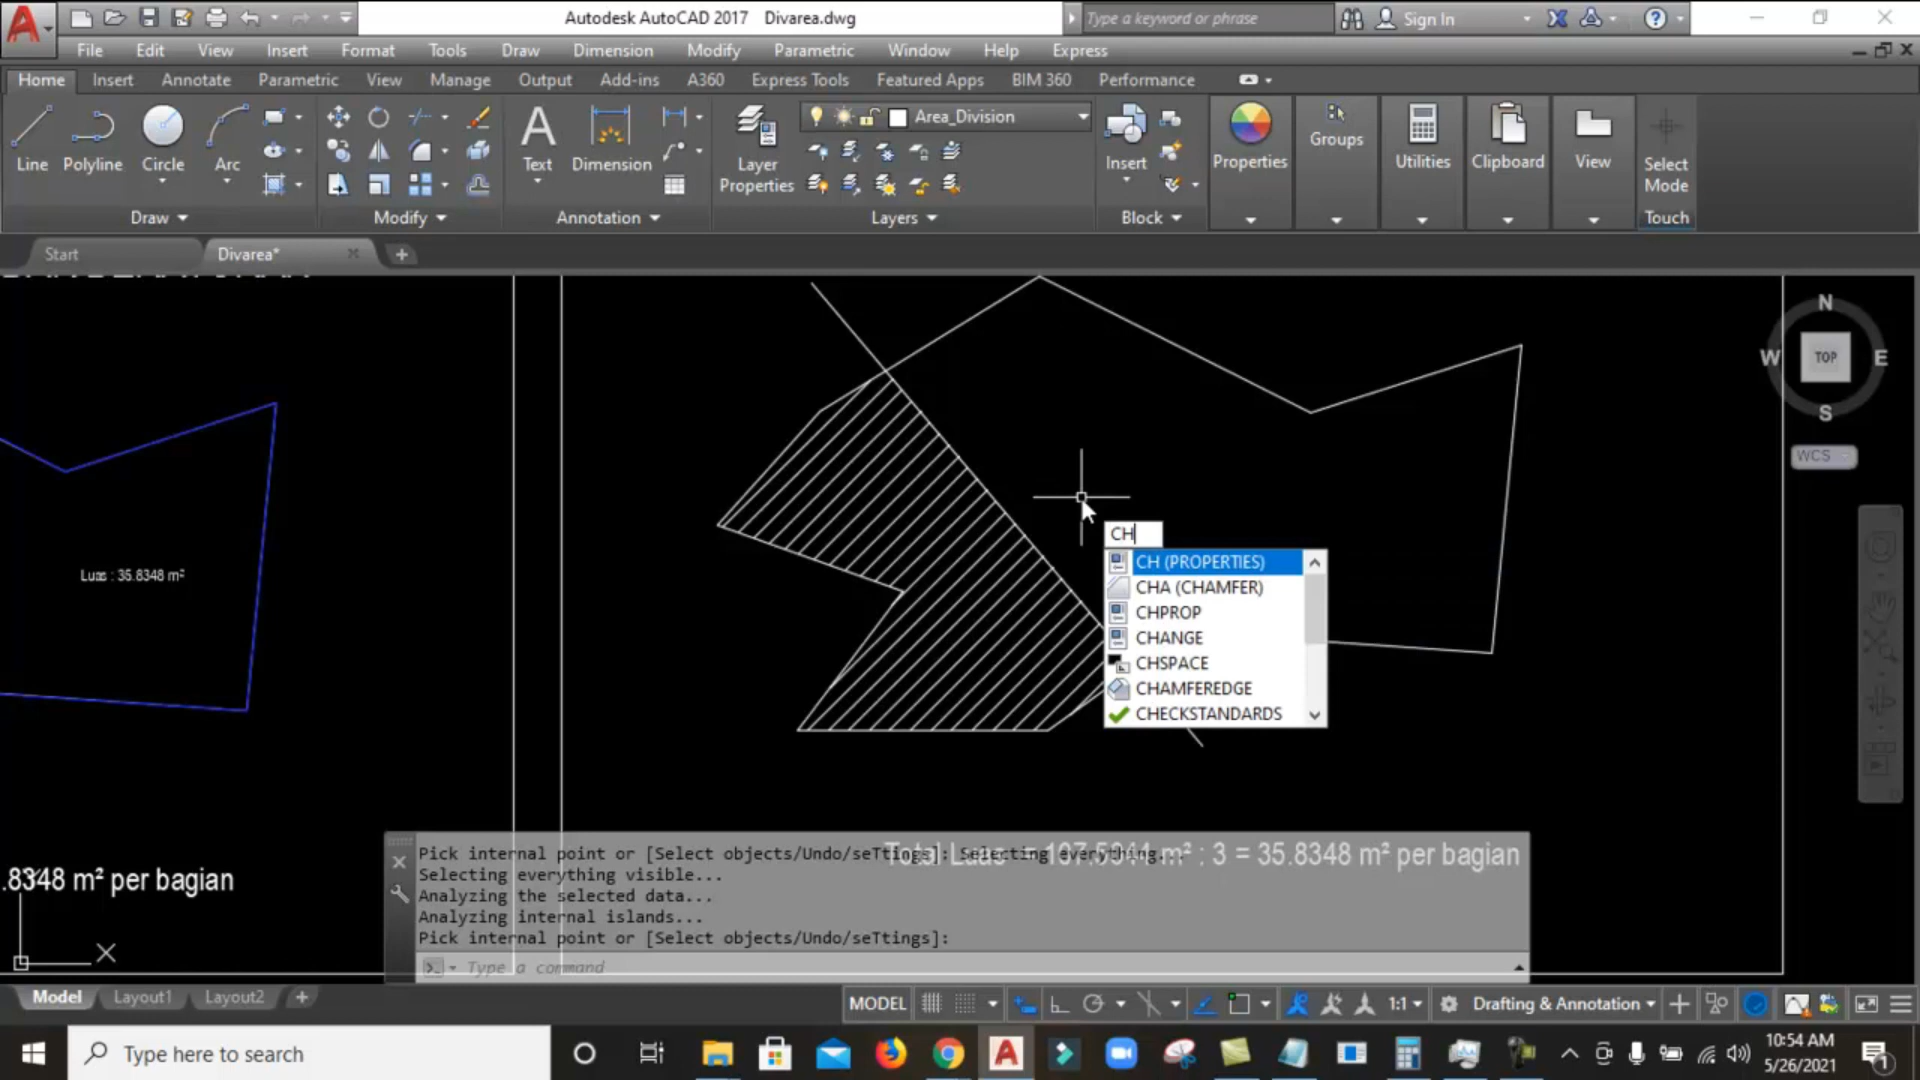 Autodesk AutoCAD 2017 Divarea.dwg
Type a keyword or phrase
Sign In
File Edit View Insert Format Tools Draw Dimension Modify Parametric Window Help Express
Home Insert Annotate Parametric View Manage Output Add-ins A360 Express Tools Featured Apps BIM 360 Performance
Line Polyline Circle Arc
Text Dimension
Layer Properties
Area_Division
Insert
Properties
Groups
Utilities
Clipboard
View
Select Mode
Draw Modify Annotation Layers Block Touch
Start Divarea*
N
W TOP E
S
WCS
CH
CH (PROPERTIES)
CHA (CHAMFER)
CHPROP
CHANGE
CHSPACE
CHAMFEREDGE
CHECKSTANDARDS
Luas : 35.8348 m²
.8348 m² per bagian
X
Pick internal point or [Select objects/Undo/seTtings]: Selecting everything...
Selecting everything visible...
Analyzing the selected data...
Analyzing internal islands...
Pick internal point or [Select objects/Undo/seTtings]:
: 3 = 35.8348 m² per bagian
Type a command
Model Layout1 Layout2
MODEL
1:1
Drafting & Annotation
Type here to search
10:54 AM
5/26/2021
1